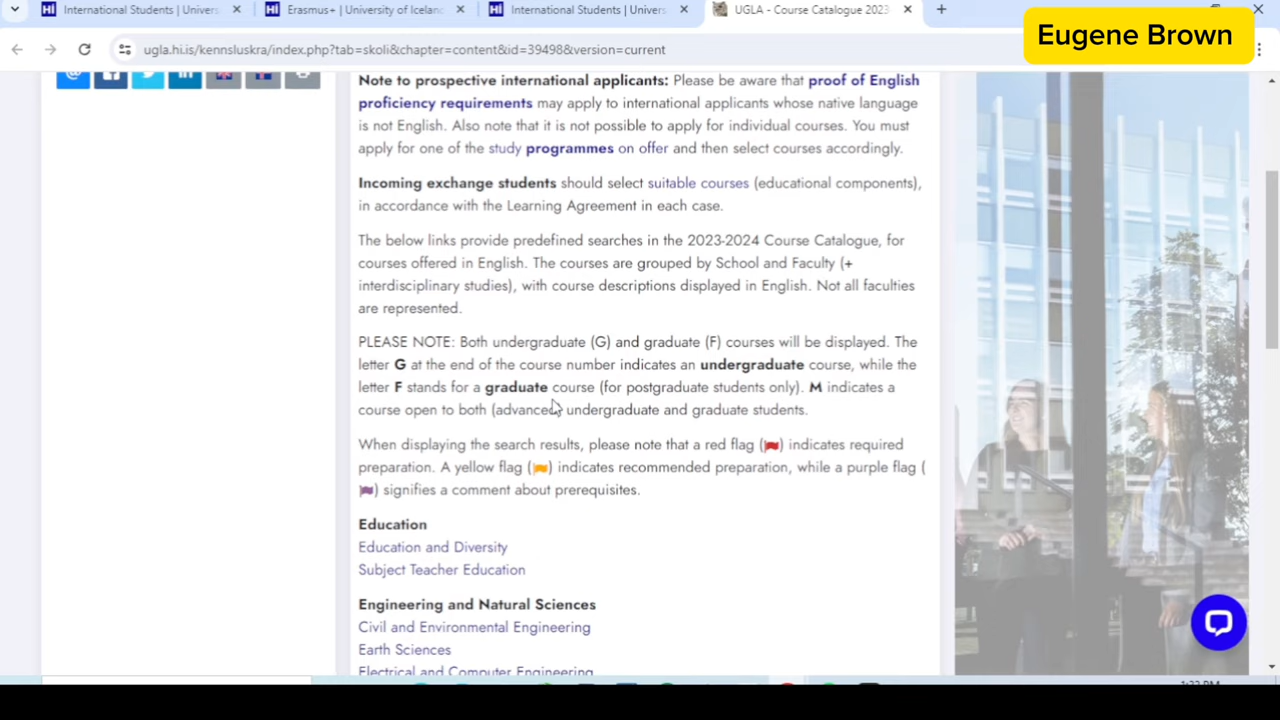 International Students | Univers
Erasmus+ | University of Icelanc
International Students | Univers
UGLA - Course Catalogue 2023
Eugene Brown
ugla.hi.is/kennsluskra/index.php?tab=skoli&chapter=content&id=39498&version=current
Note to prospective international applicants: Please be aware that proof of English
proficiency requirements may apply to international applicants whose native language
is not English. Also note that it is not possible to apply for individual courses. You must
apply for one of the study programmes on offer and then select courses accordingly.
Incoming exchange students should select suitable courses (educational components),
in accordance with the Learning Agreement in each case.
The below links provide predefined searches in the 2023-2024 Course Catalogue, for
courses offered in English. The courses are grouped by School and Faculty (+
interdisciplinary studies), with course descriptions displayed in English. Not all faculties
are represented.
PLEASE NOTE: Both undergraduate (G) and graduate (F) courses will be displayed. The
letter G at the end of the course number indicates an undergraduate course, while the
letter F stands for a graduate course (for postgraduate students only). M indicates a
course open to both (advanced) undergraduate and graduate students.
When displaying the search results, please note that a red flag () indicates required
preparation. A yellow flag () indicates recommended preparation, while a purple flag (
) signifies a comment about prerequisites.
Education
Education and Diversity
Subject Teacher Education
Engineering and Natural Sciences
Civil and Environmental Engineering
Earth Sciences
Electrical and Computer Engineering